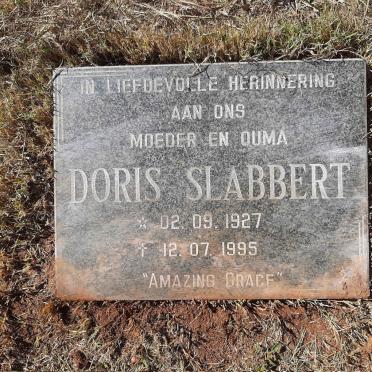 IN LIEFDEVOLLE HERINNERING
AAN ONS
MOEDER EN OUMA
DORIS SLABBERT
☆ 02.09.1927
† 12.07.1995
"AMAZING GRACE"